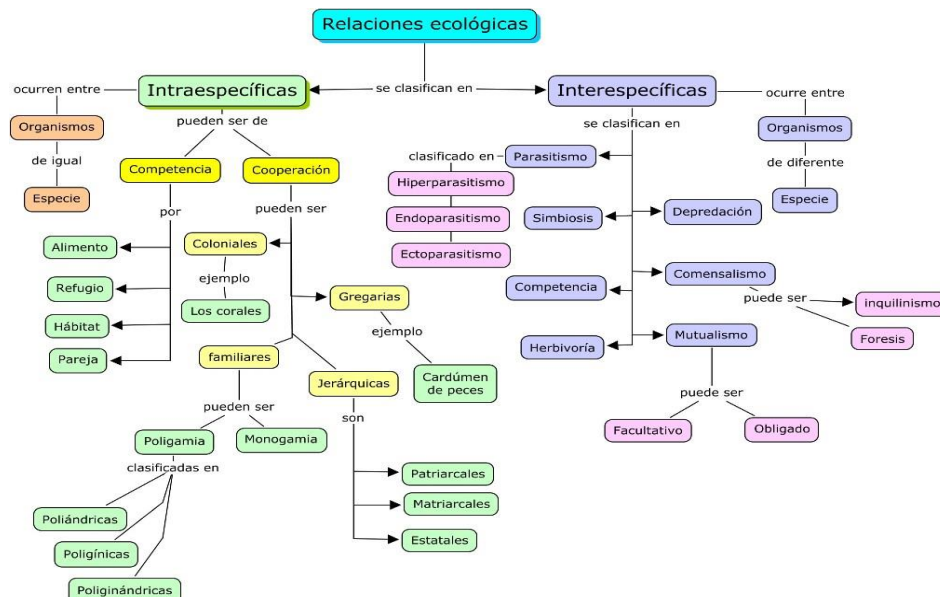 Relaciones ecológicas
ocurren entre
Intraespecíficas
se clasifican en
Interespecíficas
ocurre entre
pueden ser de
se clasifican en
Organismos
Organismos
de igual
Competencia
Cooperación
clasificado en
Parasitismo
de diferente
Especie
por
pueden ser
Hiperparasitismo
Especie
Endoparasitismo
Simbiosis
Depredación
Alimento
Coloniales
Ectoparasitismo
ejemplo
Comensalismo
Refugio
Gregarias
Competencia
puede ser
inquilinismo
Los corales
Hábitat
ejemplo
Mutualismo
Foresis
Pareja
familiares
Herbivoría
Jerárquicas
Cardúmen
de peces
puede ser
pueden ser
son
Facultativo
Obligado
Poligamia
Monogamia
clasificadas en
Patriarcales
Matriarcales
Poliándricas
Estatales
Poligínicas
Poliginándricas